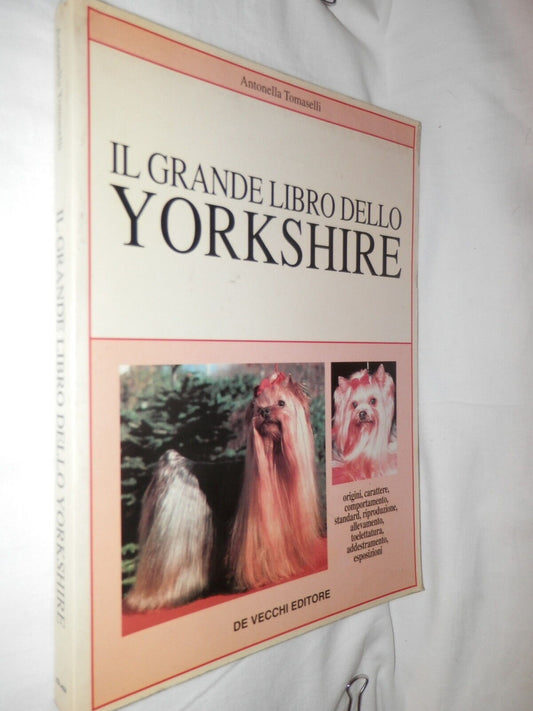 Antonella Tomaselli
IL GRANDE LIBRO DELLO
YORKSHIRE
origini, carattere,
comportamento,
standard, riproduzione,
allevamento,
toelettatura,
addestramento,
esposizioni
DE VECCHI EDITORE
Antonella Tomaselli
IL GRANDE LIBRO DELLO YORKSHIRE